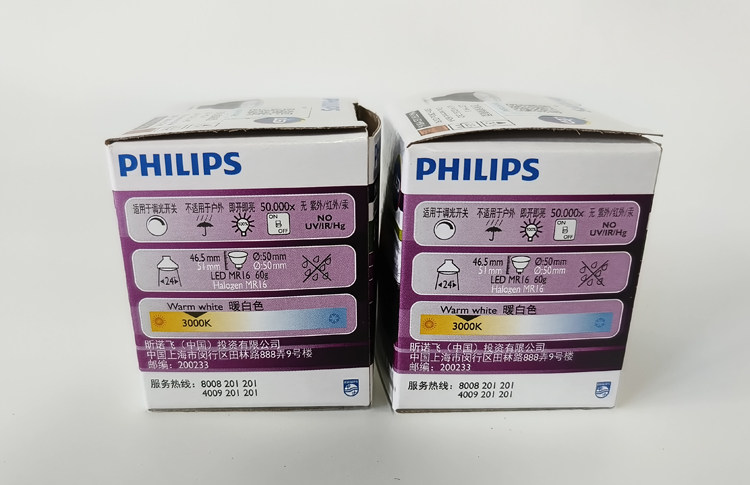 PHILIPS
适用于调光开关 不适用于户外 即开即亮 50.000x 无 紫外/红外/汞
100%
ON
OFF
NO
UV/IR/Hg
46.5mm Ø:50mm
51mm Ø:50mm
24°
LED MR16 60g
Halogen MR16
Warm white 暖白色
3000K
昕诺飞（中国）投资有限公司
中国上海市闵行区田林路888弄9号楼
邮编：200233
服务热线：8008 201 201
4009 201 201
PHILIPS
适用于调光开关 不适用于户外 即开即亮 50.000x 无 紫外/红外/汞
100%
ON
OFF
NO
UV/IR/Hg
46.5mm Ø:50mm
51mm Ø:50mm
24°
LED MR16 60g
Halogen MR16
Warm white 暖白色
3000K
昕诺飞（中国）投资有限公司
中国上海市闵行区田林路888弄9号楼
邮编：200233
服务热线：8008 201 201
4009 201 201